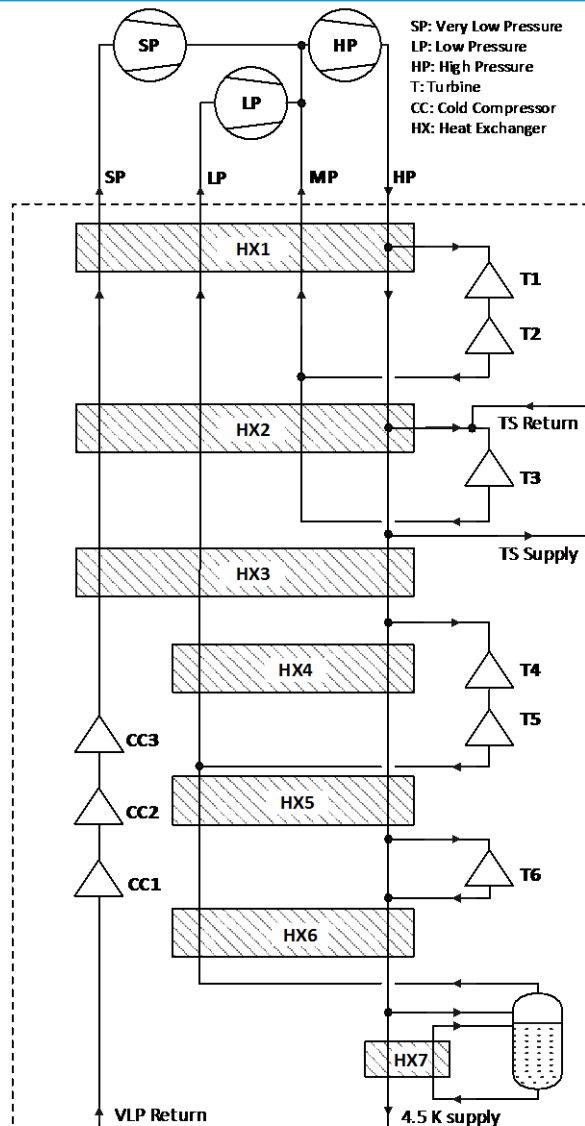 SP
HP
LP
SP: Very Low Pressure
LP: Low Pressure
HP: High Pressure
T: Turbine
CC: Cold Compressor
HX: Heat Exchanger
SP
LP
MP
HP
HX1
T1
T2
HX2
TS Return
T3
TS Supply
HX3
HX4
T4
T5
CC3
HX5
CC2
T6
CC1
HX6
HX7
VLP Return
4.5 K supply